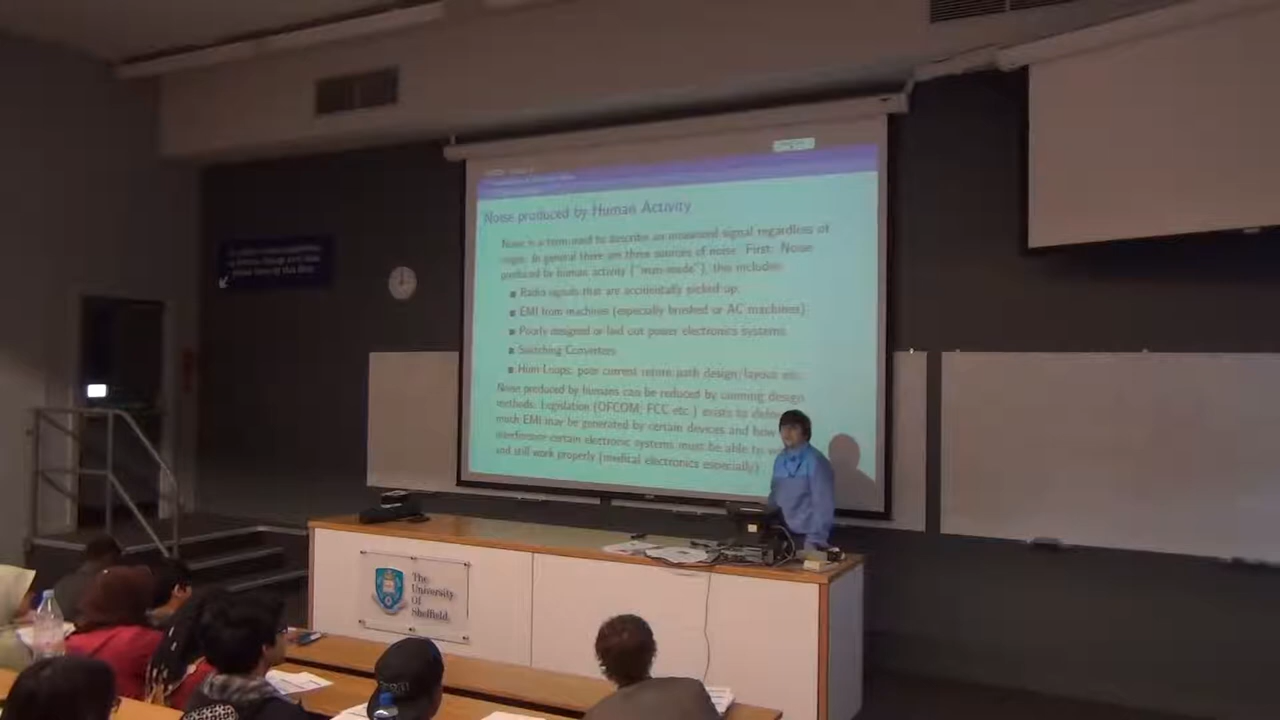 Noise produced by Human Activity
Noise is a term used to describe an unwanted signal regardless of
origin. In general there are three sources of noise. First: Noise
produced by human activity ("man-made"), this includes:
Radio signals that are accidentally picked up.
EMI from machines (especially brushed or AC machines)
Poorly designed or laid out power electronics systems
Switching Converters
Hum Loops, poor current return path design/layout etc.
Noise produced by humans can be reduced by cunning design
methods. Legislation (OFCOM, FCC etc.) exists to define
much EMI may be generated by certain devices and how
interference certain electronic systems must be able to
and still work properly (medical electronics especially)
The
University
Of
Sheffield.